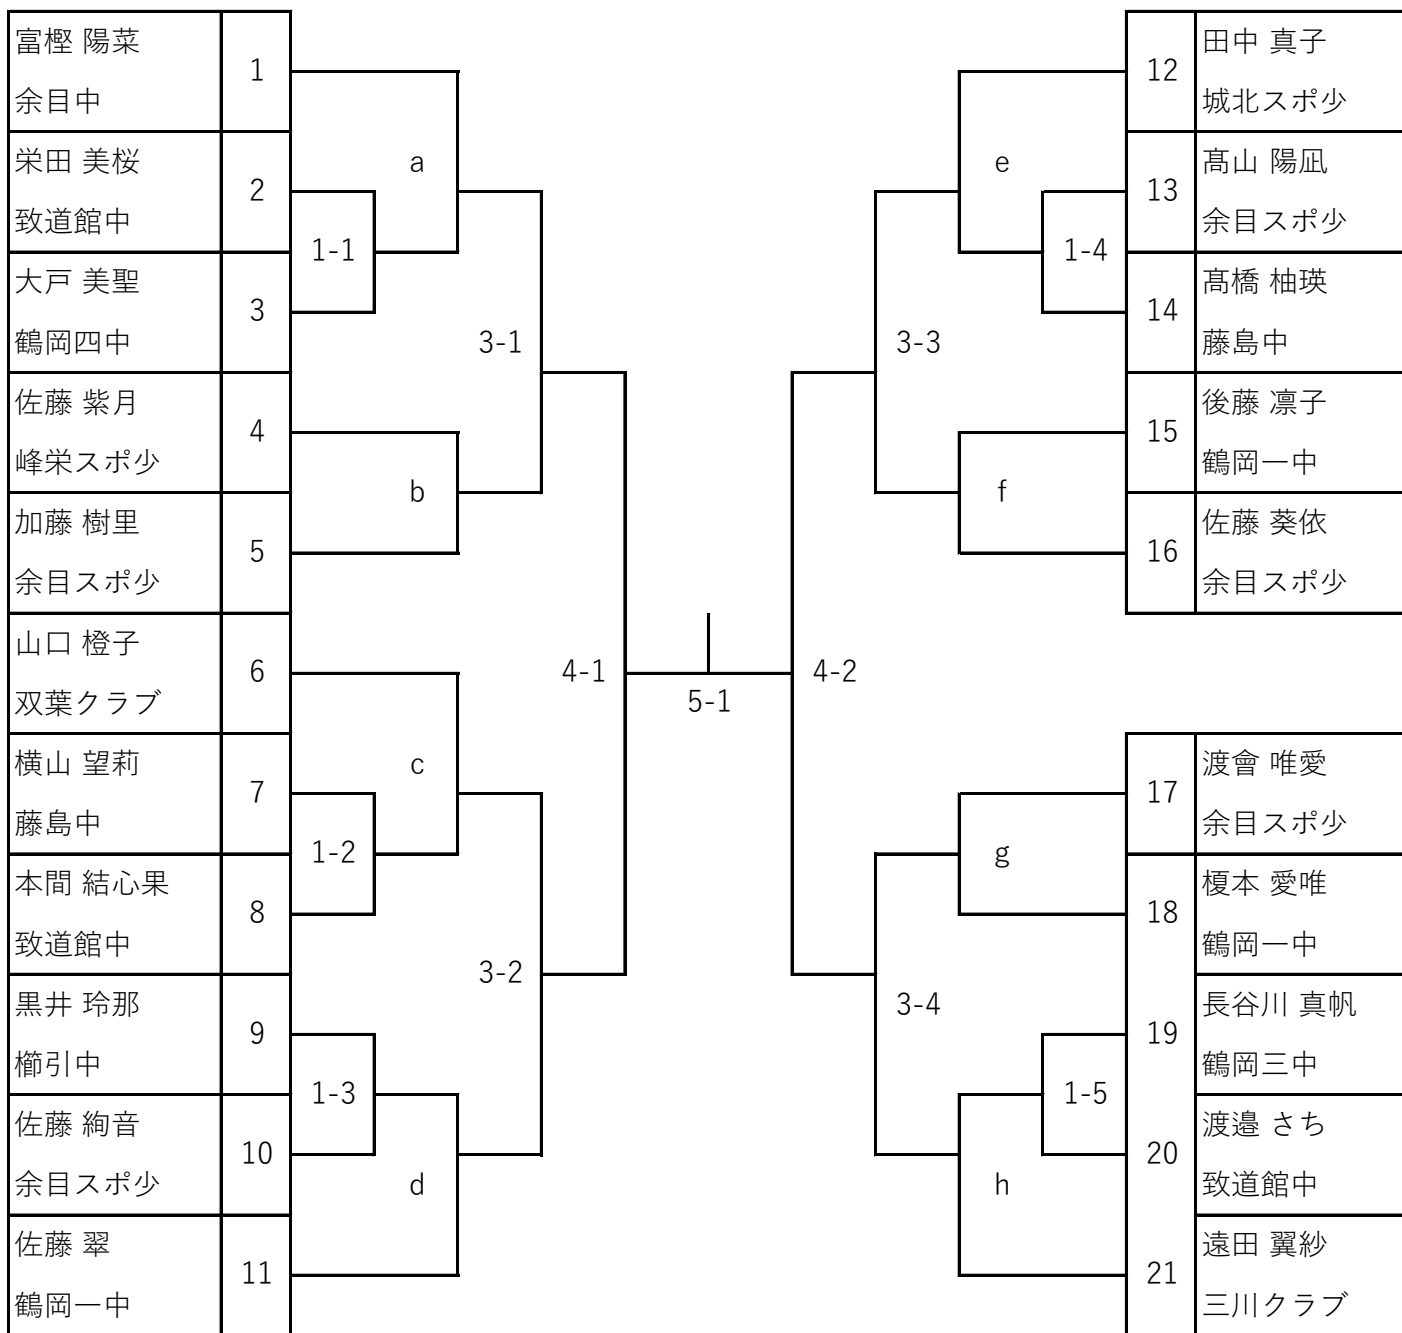 富樫 陽菜
余目中
1
栄田 美桜
致道館中
2
大戸 美聖
鶴岡四中
3
佐藤 紫月
峰栄スポ少
4
加藤 樹里
余目スポ少
5
山口 橙子
双葉クラブ
6
横山 望莉
藤島中
7
本間 結心果
致道館中
8
黒井 玲那
櫛引中
9
佐藤 絢音
余目スポ少
10
佐藤 翠
鶴岡一中
11
a
1-1
3-1
b
4-1
c
1-2
3-2
1-3
d
5-1
4-2
e
1-4
3-3
f
g
3-4
1-5
h
12
田中 真子
城北スポ少
13
髙山 陽凪
余目スポ少
14
髙橋 柚瑛
藤島中
15
後藤 凛子
鶴岡一中
16
佐藤 葵依
余目スポ少
17
渡會 唯愛
余目スポ少
18
榎本 愛唯
鶴岡一中
19
長谷川 真帆
鶴岡三中
20
渡邉 さち
致道館中
21
遠田 翼紗
三川クラブ